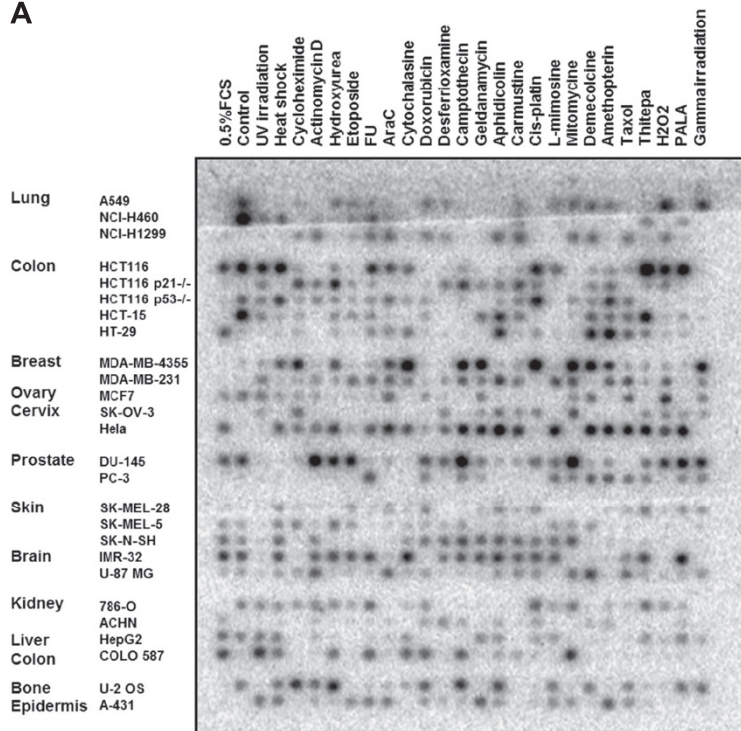 A
0.5%FCS
Control
UV irradiation
Heat shock
Cycloheximide
Actinomycin D
Hydroxyurea
Etoposide
FU
AraC
Cytochalasine
Doxorubicin
Desferrioxamine
Camptothecin
Geldanamycin
Aphidicolin
Carmustine
Cis-platin
L-mimosine
Mitomycine
Demecolcine
Amethopterin
Taxol
Thitepa
H2O2
PALA
Gammairradiation
Lung A549
NCI-H460
NCI-H1299
Colon HCT116
HCT116 p21-/-
HCT116 p53-/-
HCT-15
HT-29
Breast MDA-MB-4355
MDA-MB-231
Ovary MCF7
Cervix SK-OV-3
Hela
Prostate DU-145
PC-3
Skin SK-MEL-28
SK-MEL-5
SK-N-SH
Brain IMR-32
U-87 MG
Kidney 786-O
ACHN
Liver HepG2
Colon COLO 587
Bone U-2 OS
Epidermis A-431